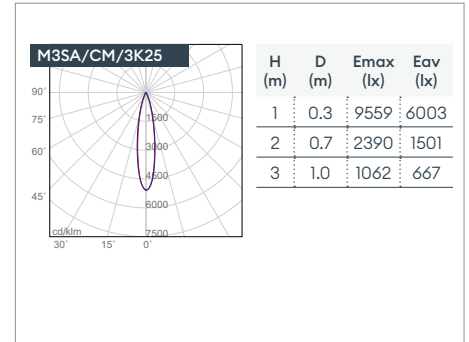 M3SA/CM/3K25
90°
75°
60°
45°
1500
3000
4500
6000
7500
cd/klm
30° 15° 0°
H D Emax Eav
(m) (m) (lx) (lx)
1 0.3 9559 6003
2 0.7 2390 1501
3 1.0 1062 667